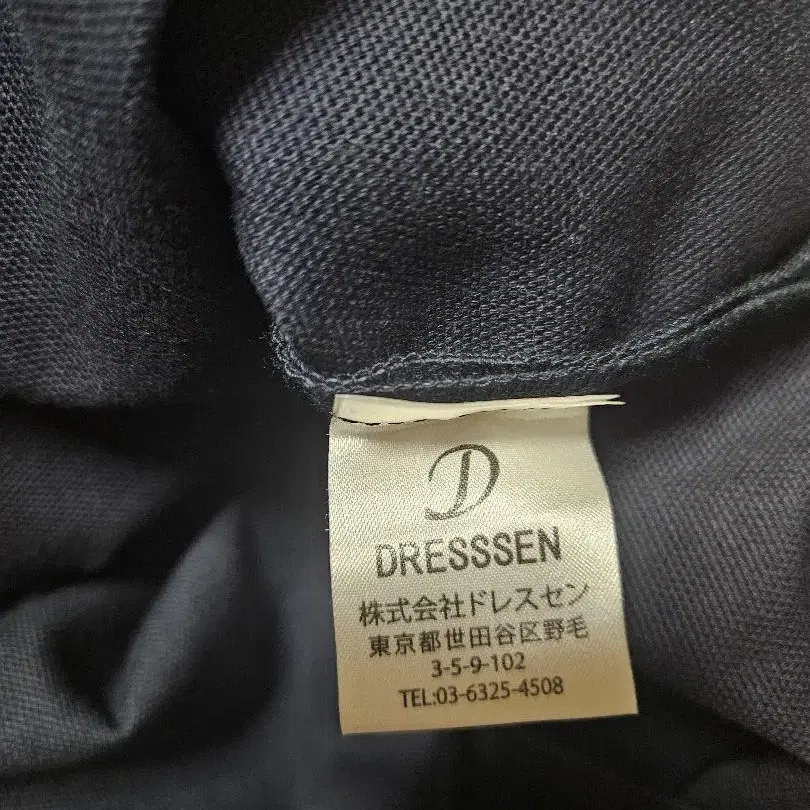 D
DRESSSEN
株式会社ドレスセン
東京都世田谷区野毛
3-5-9-102
TEL:03-6325-4508